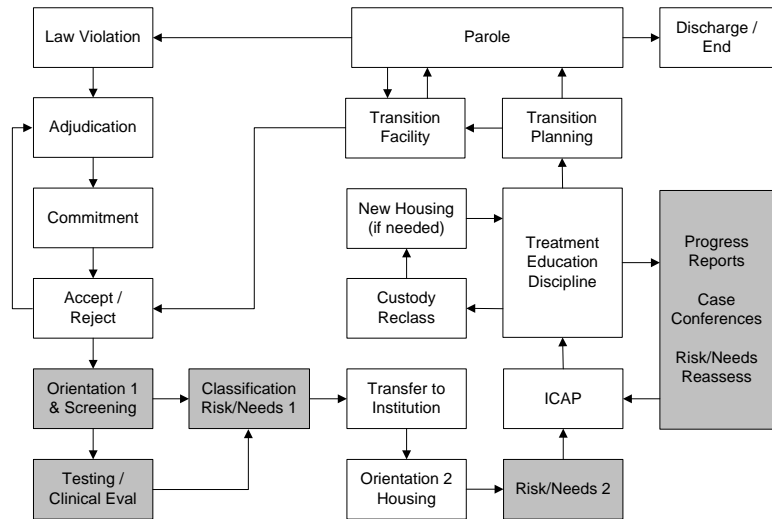 Law Violation
Parole
Discharge /
End
Adjudication
Transition
Facility
Transition
Planning
Commitment
New Housing
(if needed)
Treatment
Education
Discipline
Progress
Reports
Case
Conferences
Risk/Needs
Reassess
Accept /
Reject
Custody
Reclass
Orientation 1
& Screening
Classification
Risk/Needs 1
Transfer to
Institution
ICAP
Testing /
Clinical Eval
Orientation 2
Housing
Risk/Needs 2